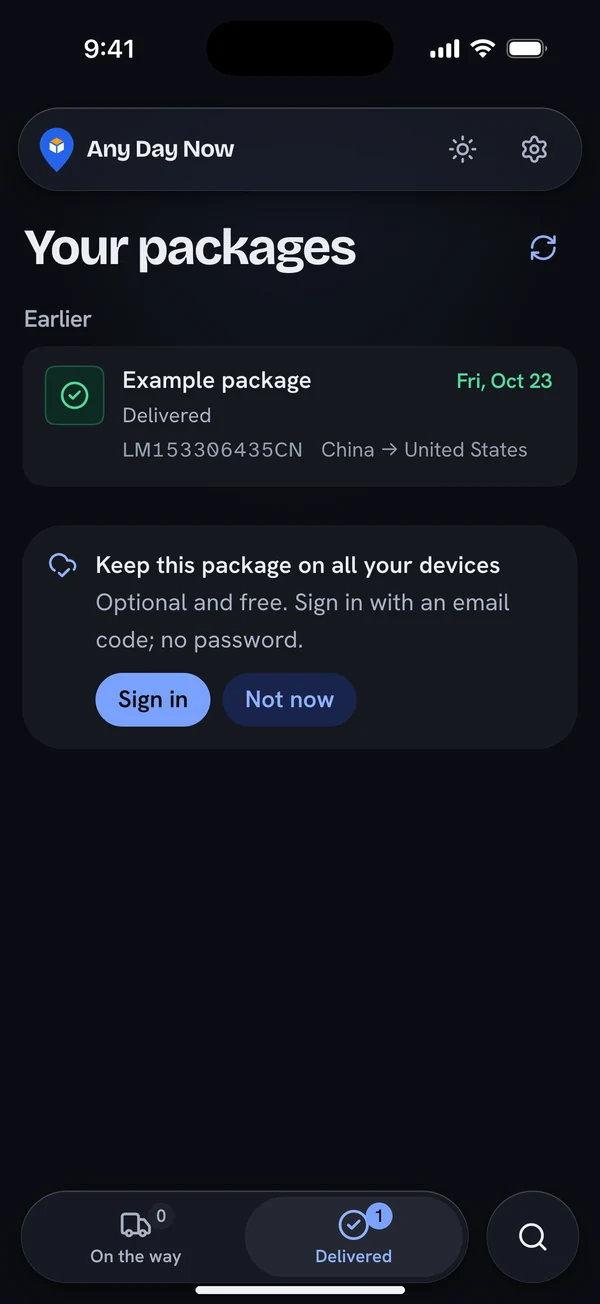 9:41
Any Day Now
Your packages
Earlier
Example package
Fri, Oct 23
Delivered
LM153306435CN China → United States
Keep this package on all your devices
Optional and free. Sign in with an email
code; no password.
Sign in
Not now
0
On the way
1
Delivered